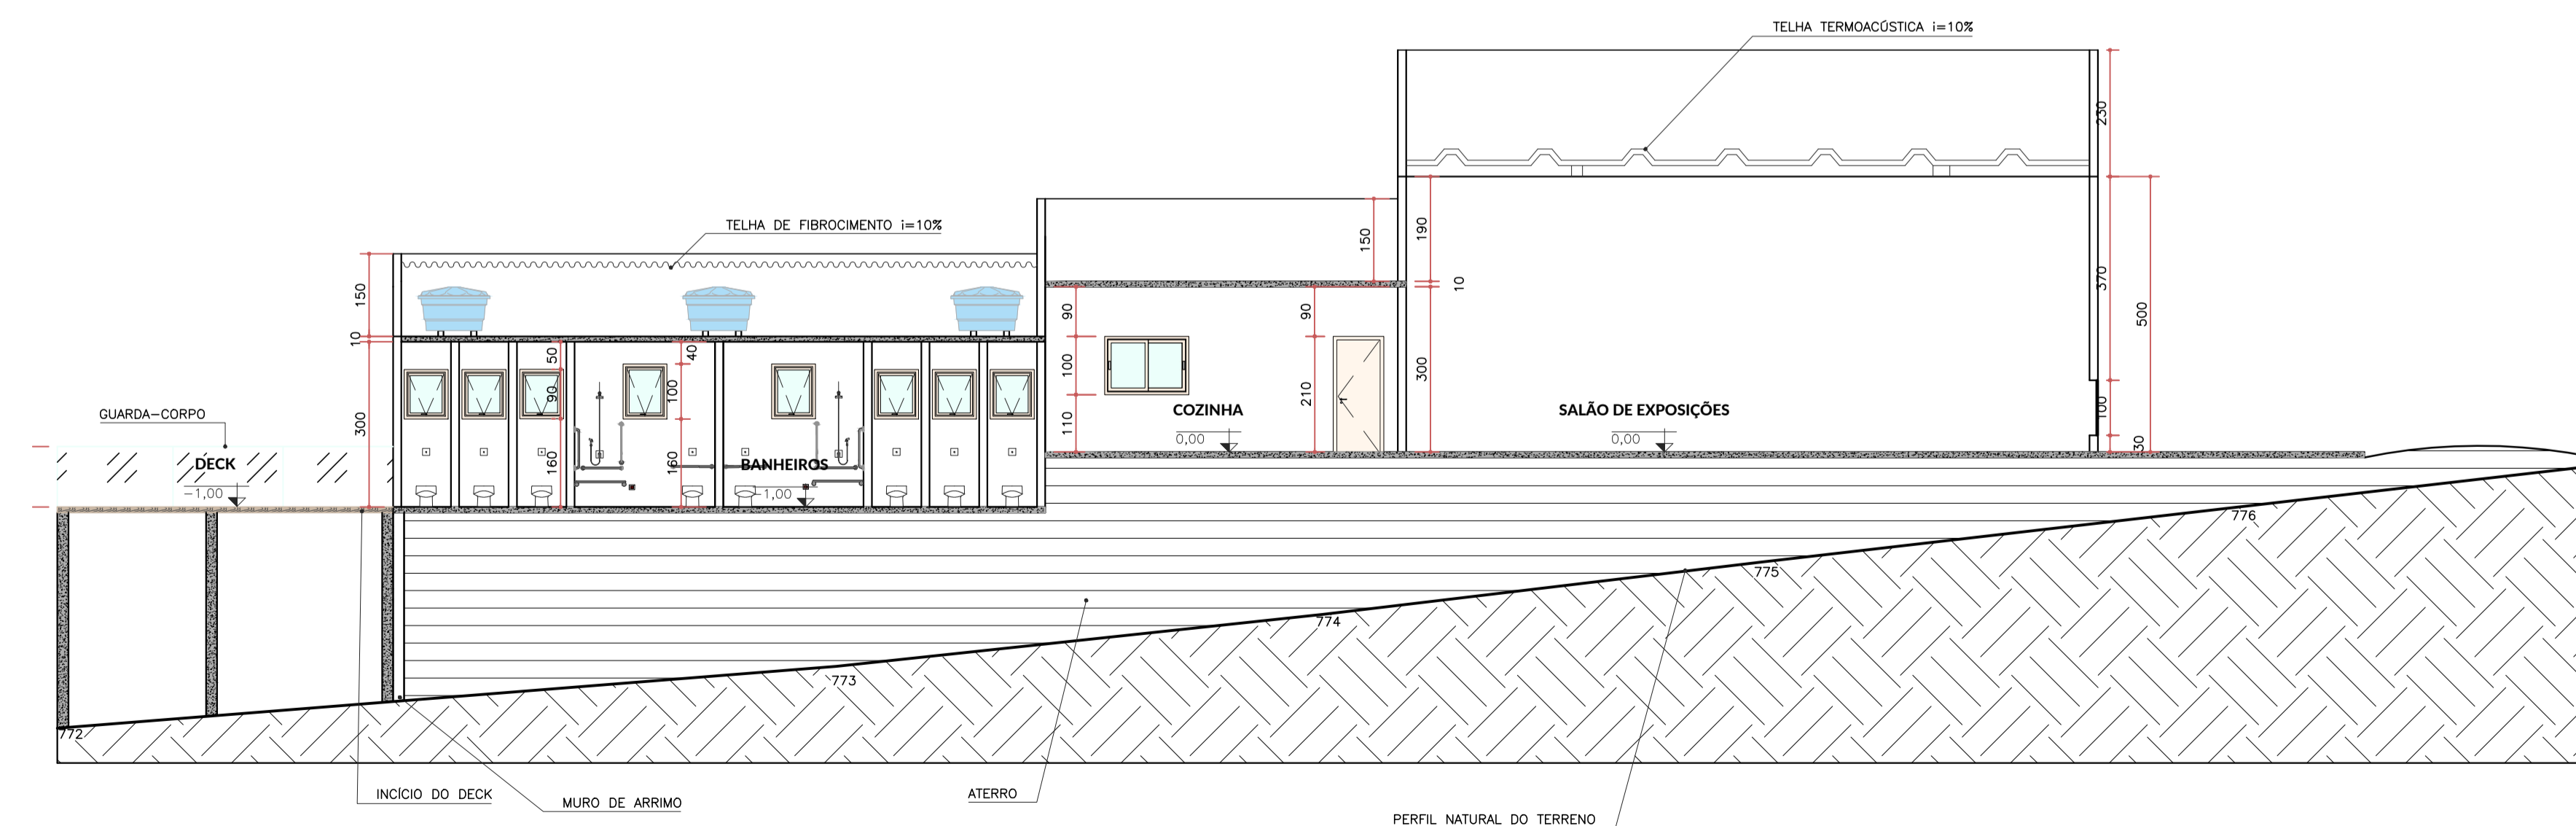 TELHA TERMOACÚSTICA i=10%
230
TELHA DE FIBROCIMENTO i=10%
150
190
150
10
370
500
10
90
90
50
40
100
300
90
100
210
110
100
30
300
160
160
GUARDA-CORPO
DECK
-1,00
BANHEIROS
-1,00
COZINHA
0,00
SALÃO DE EXPOSIÇÕES
0,00
776
775
774
773
772
INCÍCIO DO DECK
MURO DE ARRIMO
ATERRO
PERFIL NATURAL DO TERRENO